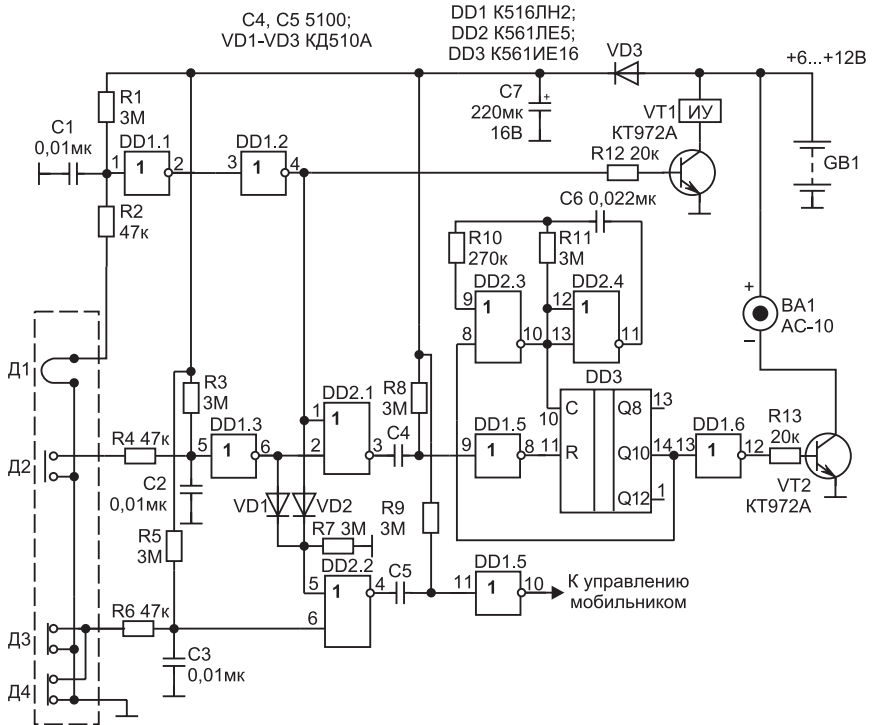 C4, C5 5100;
VD1-VD3 КД510А
DD1 К516ЛН2;
DD2 К561ЛЕ5;
DD3 К561ИЕ16
VD3
+6...+12В
R1
3М
C1
0,01мк
DD1.1
1
1
2
DD1.2
3
1
4
C7
+
220мк
16В
VT1
ИУ
КТ972А
R12 20к
GB1
R2
47к
C6 0,022мк
R10
270к
R11
3М
DD2.3
9
1
8
10
DD2.4
12
1
13
11
+
BA1
АС-10
−
Д1
R3
3М
DD2.1
1
1
2
3
R8
3М
C4
DD3
C
10
R
Q8
13
Q10
14
Q12
1
R4 47к
DD1.3
5
1
6
DD1.5
9
1
8
11
DD1.6
13
1
12
R13
20к
VT2
КТ972А
Д2
C2
0,01мк
VD1
VD2
R9
3М
R5
3М
R7 3М
DD2.2
5
1
6
4
C5
DD1.5
11
1
10
К управлению
мобильником
R6 47к
Д3
C3
0,01мк
Д4